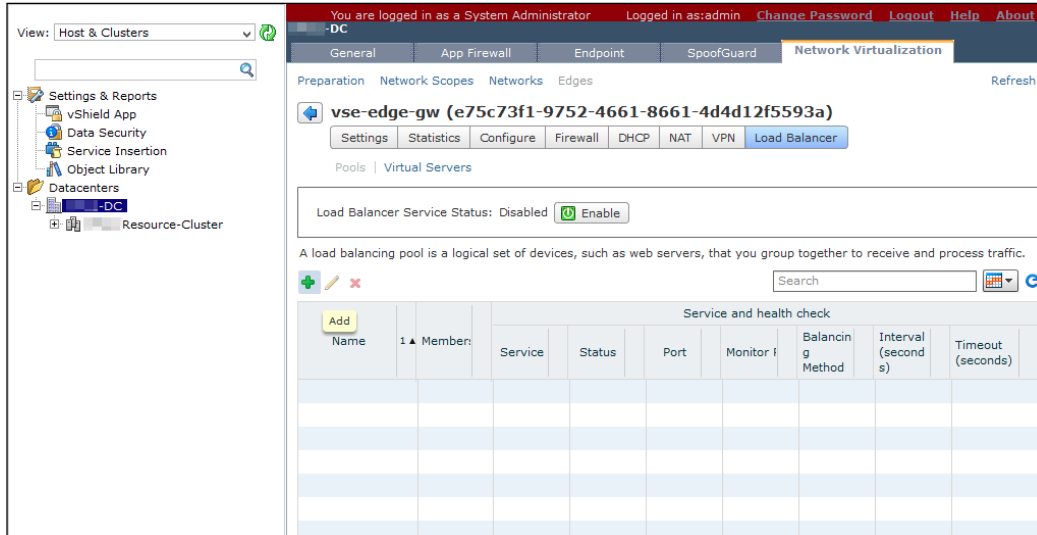 View: Host & Clusters
Settings & Reports
vShield App
Data Security
Service Insertion
Object Library
Datacenters
-DC
Resource-Cluster
You are logged in as a System Administrator Logged in as:admin Change Password Logout Help About
-DC
General App Firewall Endpoint SpoofGuard Network Virtualization
Preparation Network Scopes Networks Edges Refresh
vse-edge-gw (e75c73f1-9752-4661-8661-4d4d12f5593a)
Settings Statistics Configure Firewall DHCP NAT VPN Load Balancer
Pools | Virtual Servers
Load Balancer Service Status: Disabled Enable
A load balancing pool is a logical set of devices, such as web servers, that you group together to receive and process traffic.
Search
Add
Service and health check
Name 1 Members Service Status Port Monitor Balancin Interval Timeout
g (second (seconds)
Method s)